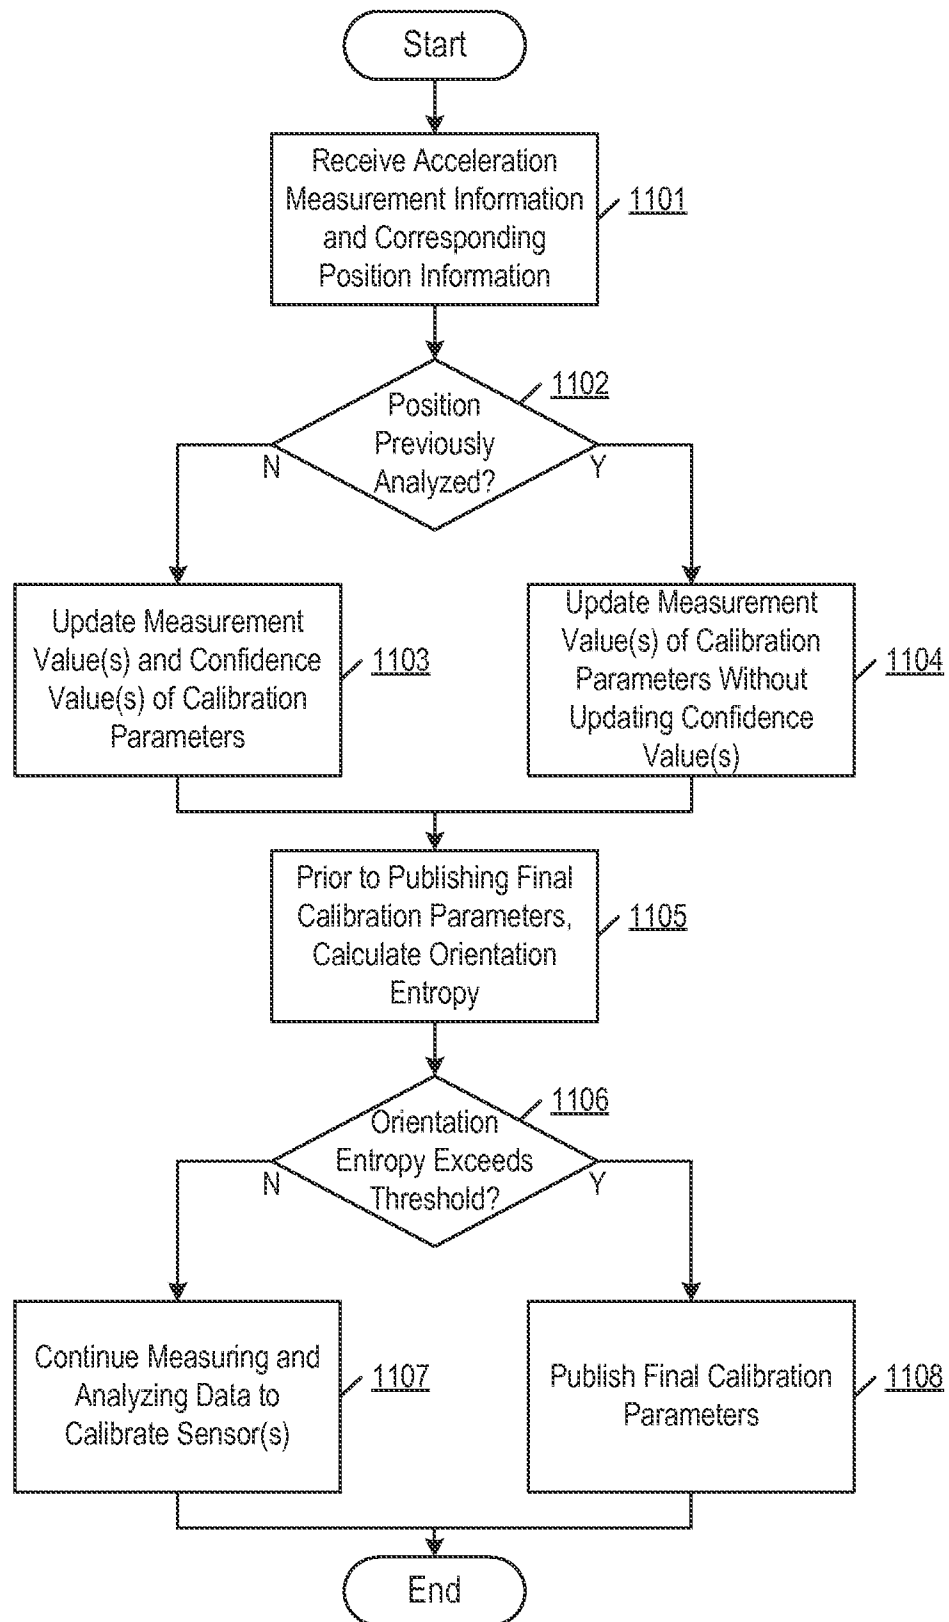 Start
Receive Acceleration
Measurement Information
and Corresponding
Position Information
1101
1102
Position
Previously
Analyzed?
N
Y
Update Measurement
Value(s) and Confidence
Value(s) of Calibration
Parameters
1103
Update Measurement
Value(s) of Calibration
Parameters Without
Updating Confidence
Value(s)
1104
Prior to Publishing Final
Calibration Parameters,
Calculate Orientation
Entropy
1105
1106
Orientation
Entropy Exceeds
Threshold?
N
Y
Continue Measuring and
Analyzing Data to
Calibrate Sensor(s)
1107
Publish Final Calibration
Parameters
1108
End